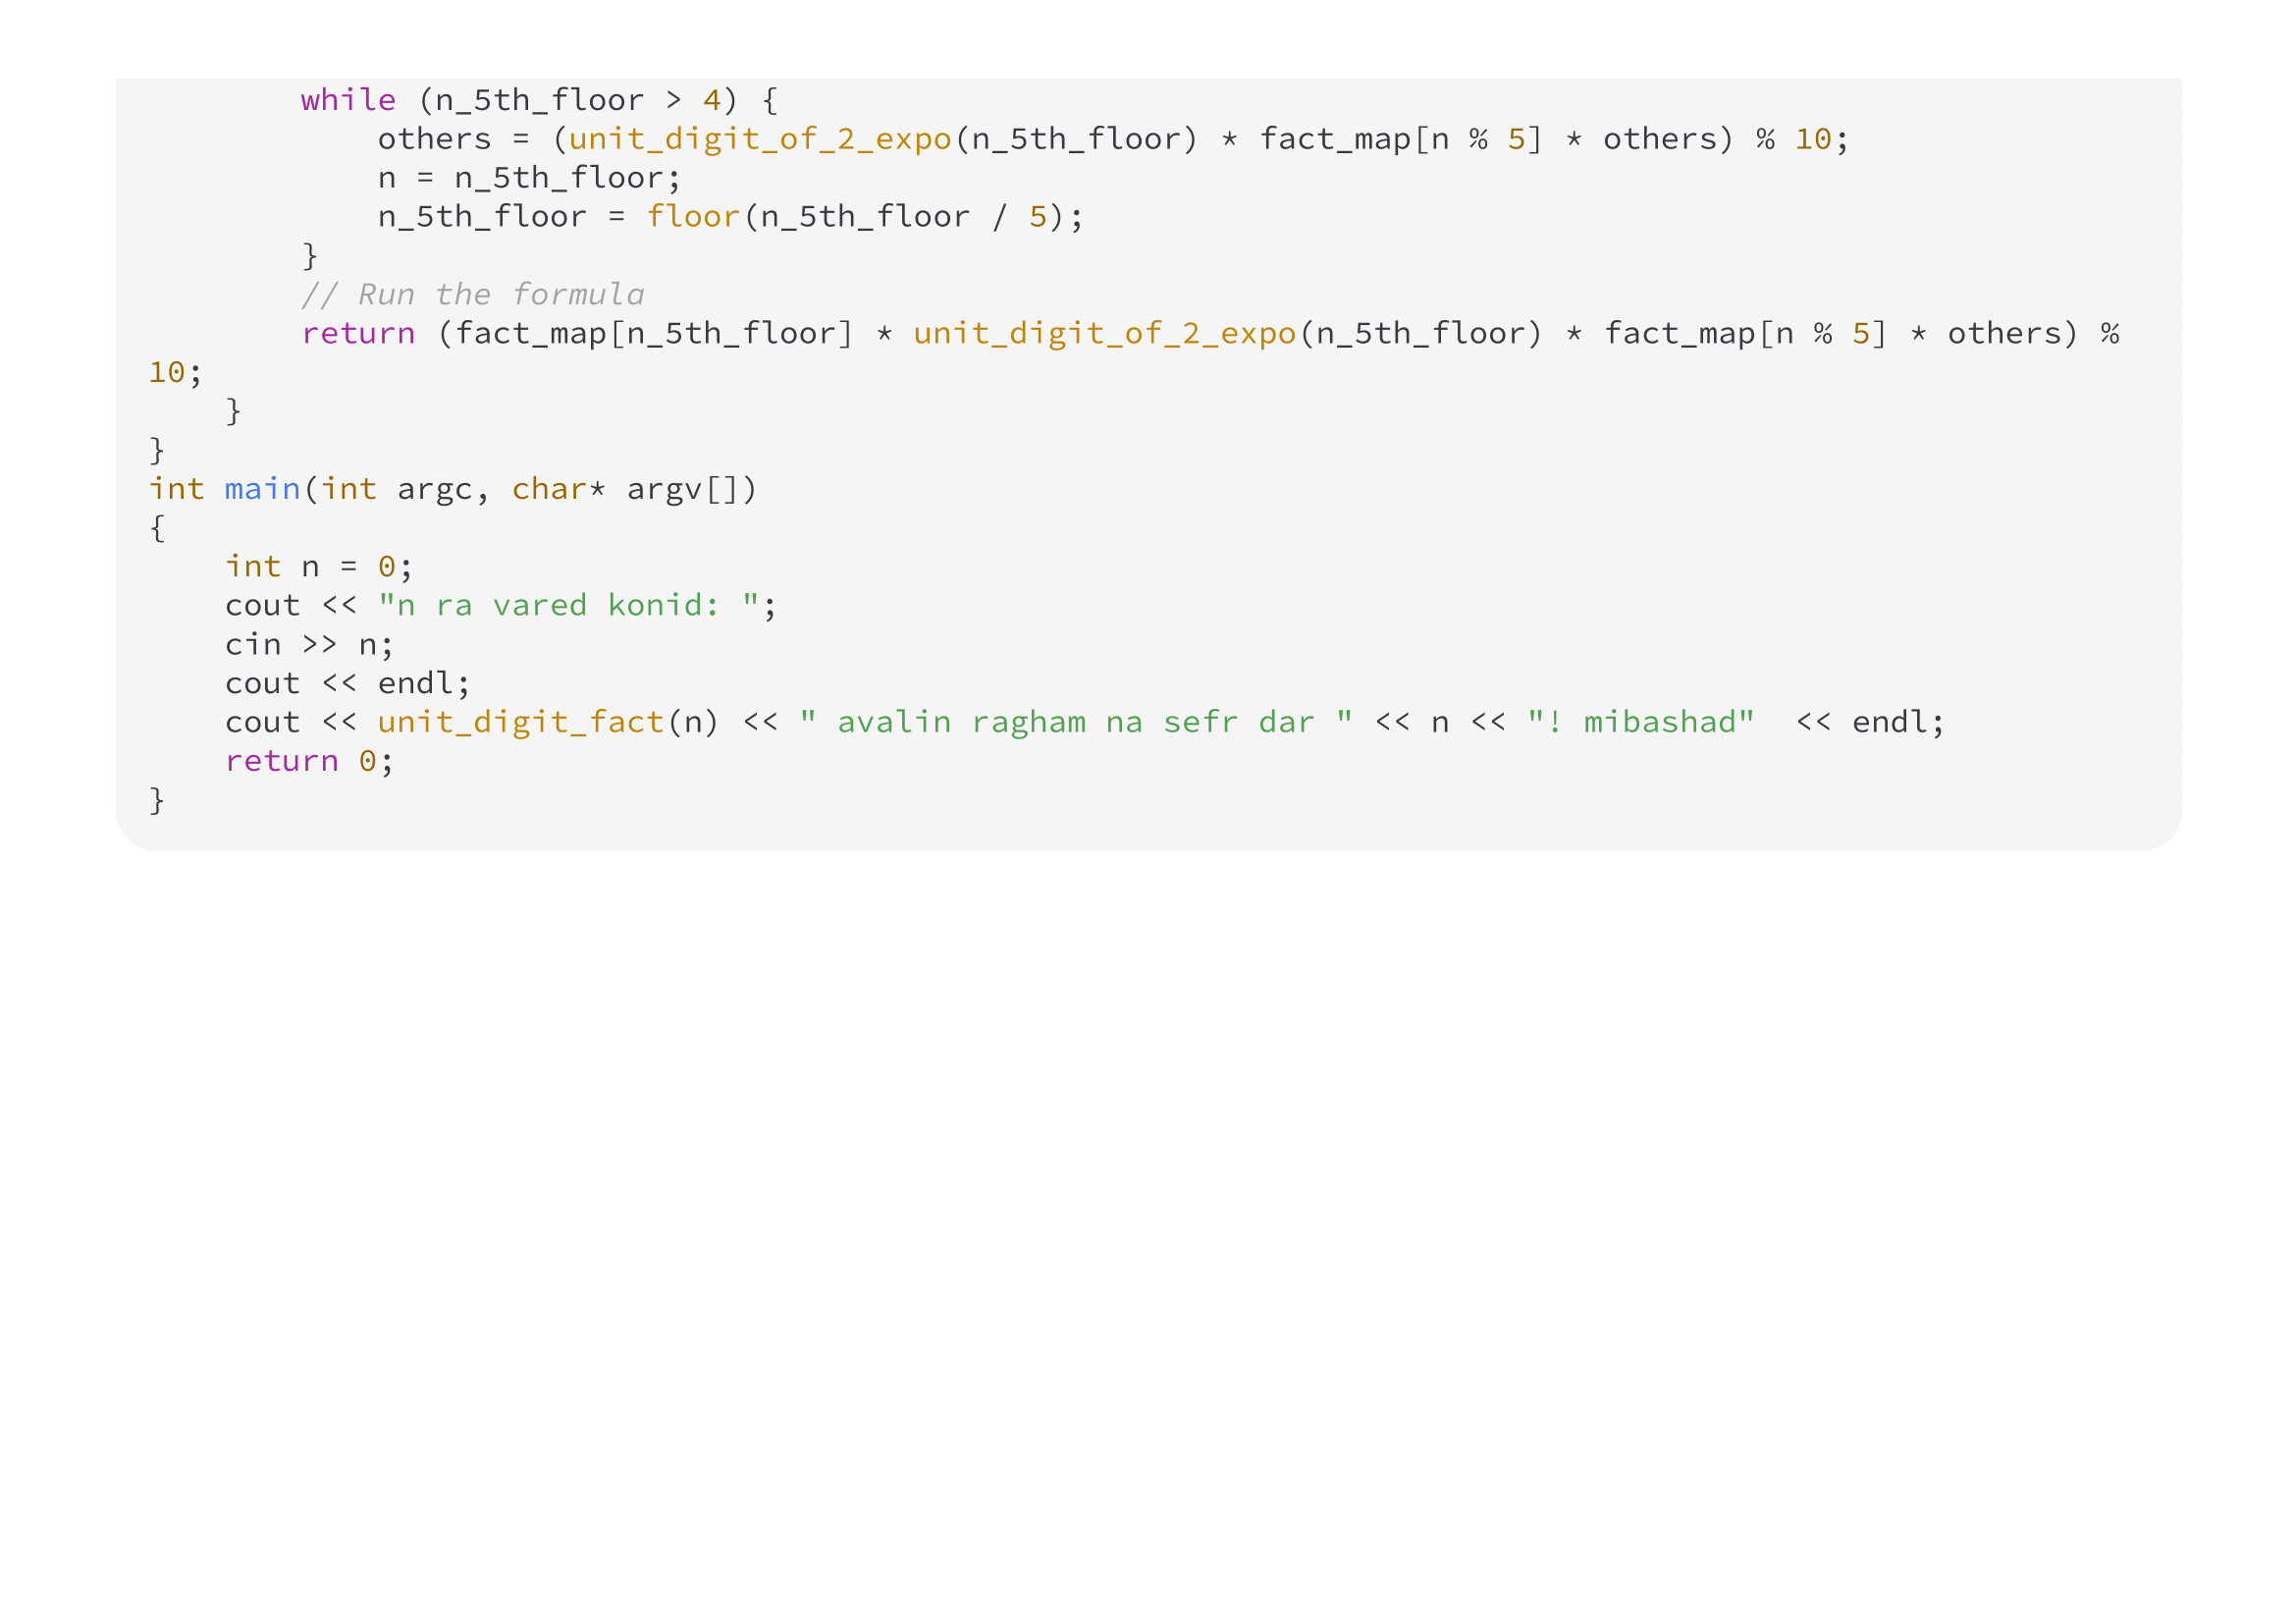 while (n_5th_floor > 4) {
            others = (unit_digit_of_2_expo(n_5th_floor) * fact_map[n % 5] * others) % 10;
            n = n_5th_floor;
            n_5th_floor = floor(n_5th_floor / 5);
        }
        // Run the formula
        return (fact_map[n_5th_floor] * unit_digit_of_2_expo(n_5th_floor) * fact_map[n % 5] * others) %
10;
    }
}
int main(int argc, char* argv[])
{
    int n = 0;
    cout << "n ra vared konid: ";
    cin >> n;
    cout << endl;
    cout << unit_digit_fact(n) << " avalin ragham na sefr dar " << n << "! mibashad"  << endl;
    return 0;
}